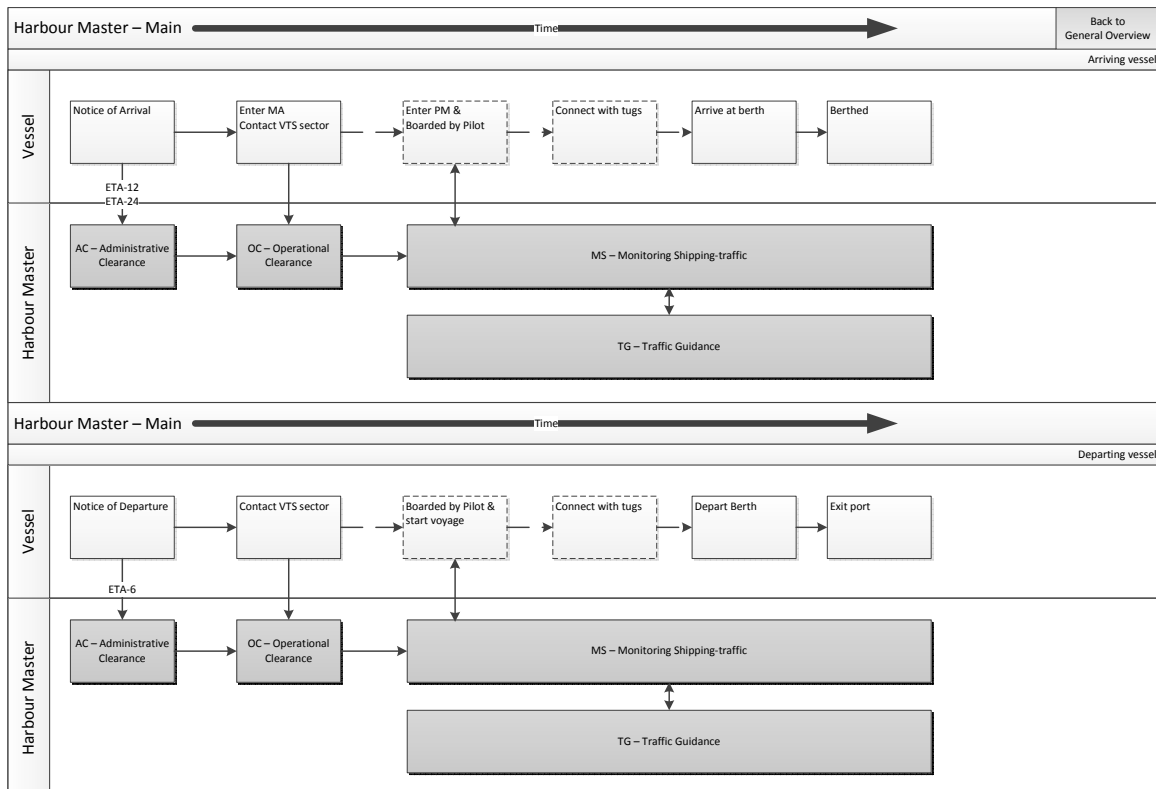 Harbour Master – Main
Time
Back to
General Overview
Arriving vessel
Vessel
Notice of Arrival
Enter MA
Contact VTS sector
Enter PM &
Boarded by Pilot
Connect with tugs
Arrive at berth
Berthed
ETA-12
ETA-24
Harbour Master
AC – Administrative
Clearance
OC – Operational
Clearance
MS – Monitoring Shipping-traffic
TG – Traffic Guidance
Harbour Master – Main
Time
Departing vessel
Vessel
Notice of Departure
Contact VTS sector
Boarded by Pilot &
start voyage
Connect with tugs
Depart Berth
Exit port
ETA-6
Harbour Master
AC – Administrative
Clearance
OC – Operational
Clearance
MS – Monitoring Shipping-traffic
TG – Traffic Guidance